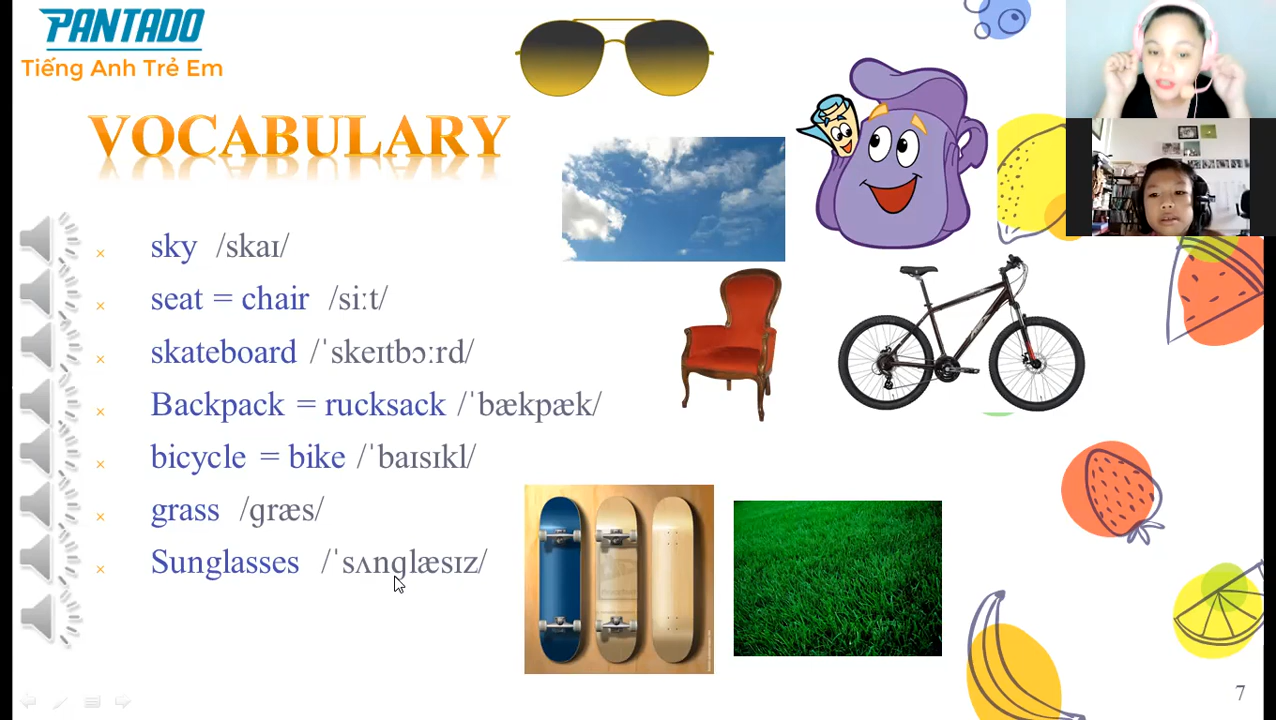 PANTADO
Tiếng Anh Trẻ Em
VOCABULARY
sky /skaɪ/
seat = chair /siːt/
skateboard /ˈskeɪtbɔːrd/
Backpack = rucksack /ˈbækpæk/
bicycle = bike /ˈbaɪsɪkl/
grass /ɡræs/
Sunglasses /ˈsʌnɡlæsɪz/
7